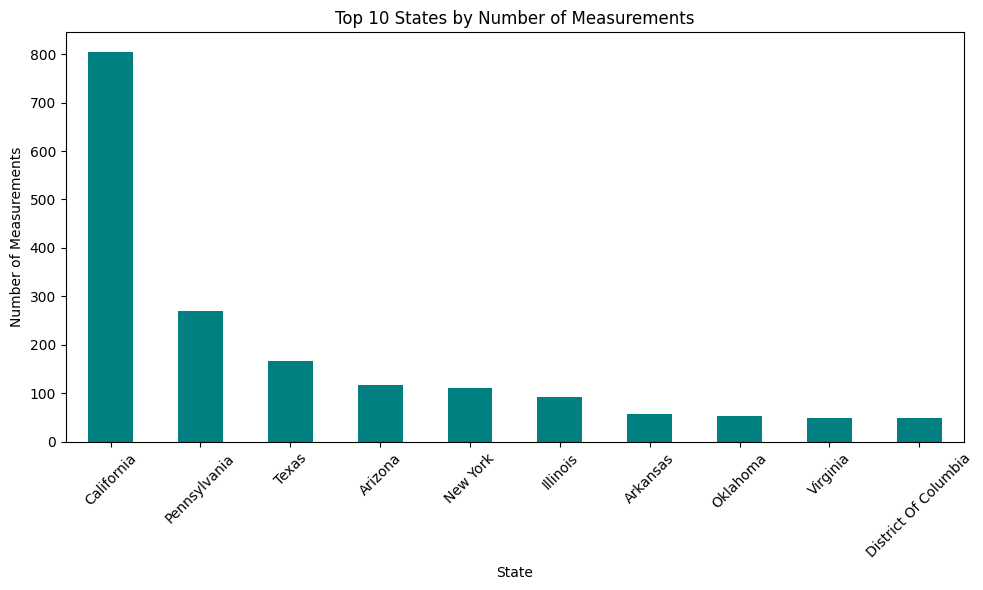 Top 10 States by Number of Measurements
Number of Measurements
800
700
600
500
400
300
200
100
0
California
Pennsylvania
Texas
Arizona
New York
Illinois
Arkansas
Oklahoma
Virginia
District Of Columbia
State